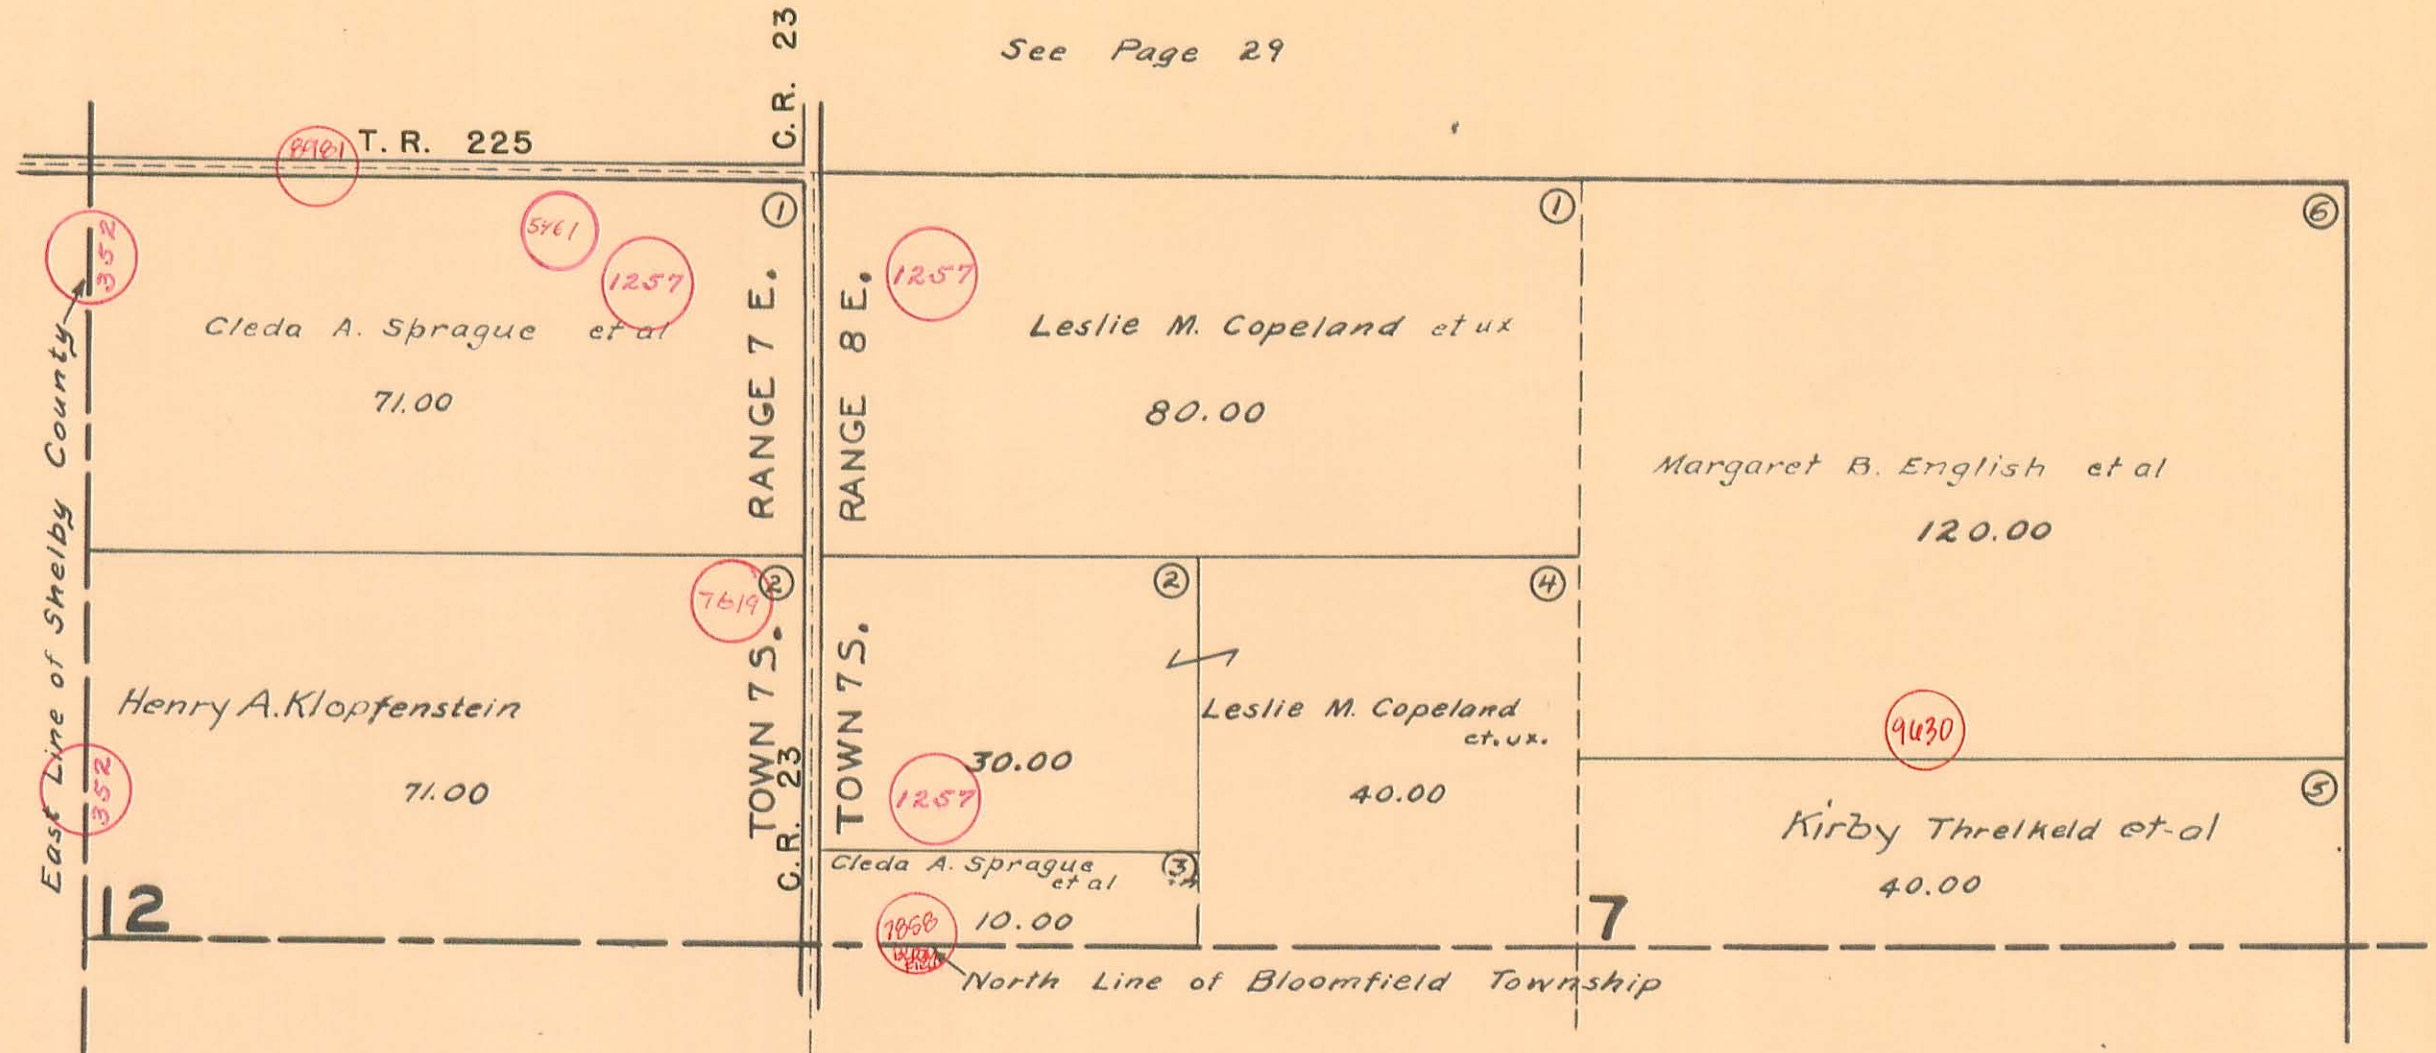 See Page 29
C. R. 23
T. R. 225
8981
352
5461
1257
1
RANGE 7 E.
RANGE 8 E.
1257
1
6
Cleda A. Sprague et al
71.00
Leslie M. Copeland et ux
80.00
Margaret B. English et al
120.00
East Line of Shelby County
7619
2
TOWN 7 S.
TOWN 7 S.
2
4
Henry A. Klopfenstein
71.00
352
C. R. 23
30.00
1257
Leslie M. Copeland
et. ux.
40.00
9630
5
Kirby Threlkeld et-al
40.00
Cleda A. Sprague
et al
3
10.00
7858
12
7
North Line of Bloomfield Township